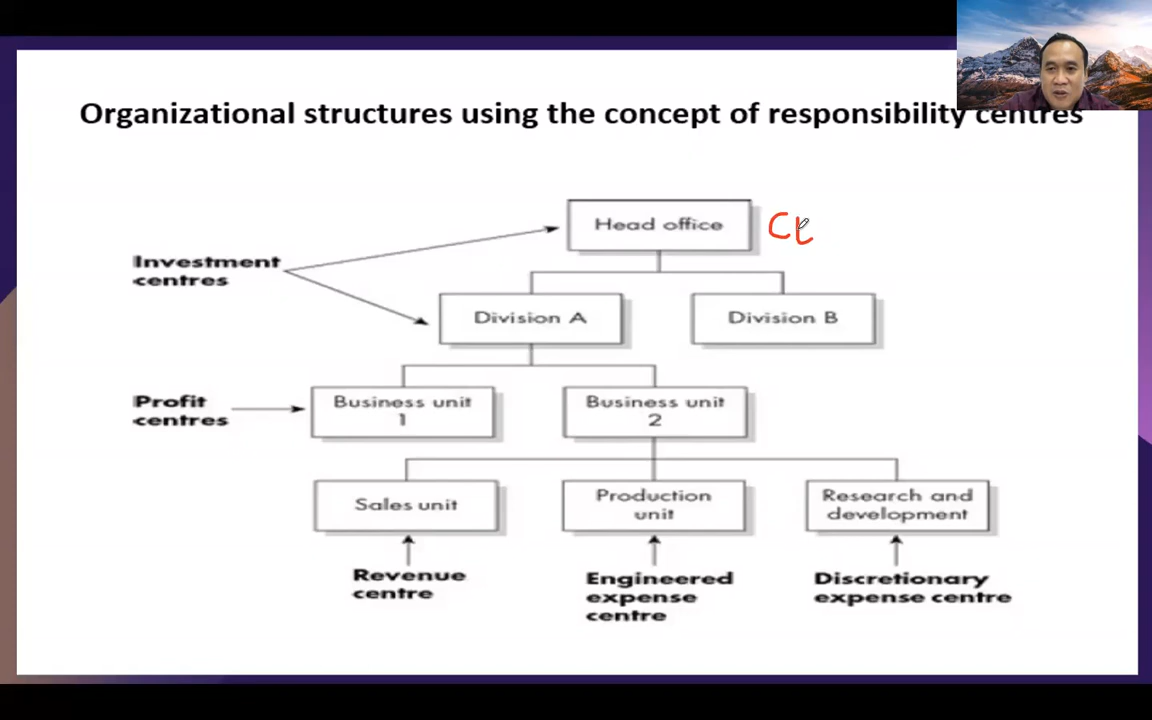 Organizational structures using the concept of responsibility centres
Head office
Investment
centres
Division A
Division B
Profit
centres
Business unit
1
Business unit
2
Sales unit
Production
unit
Research and
development
Revenue
centre
Engineered
expense
centre
Discretionary
expense centre